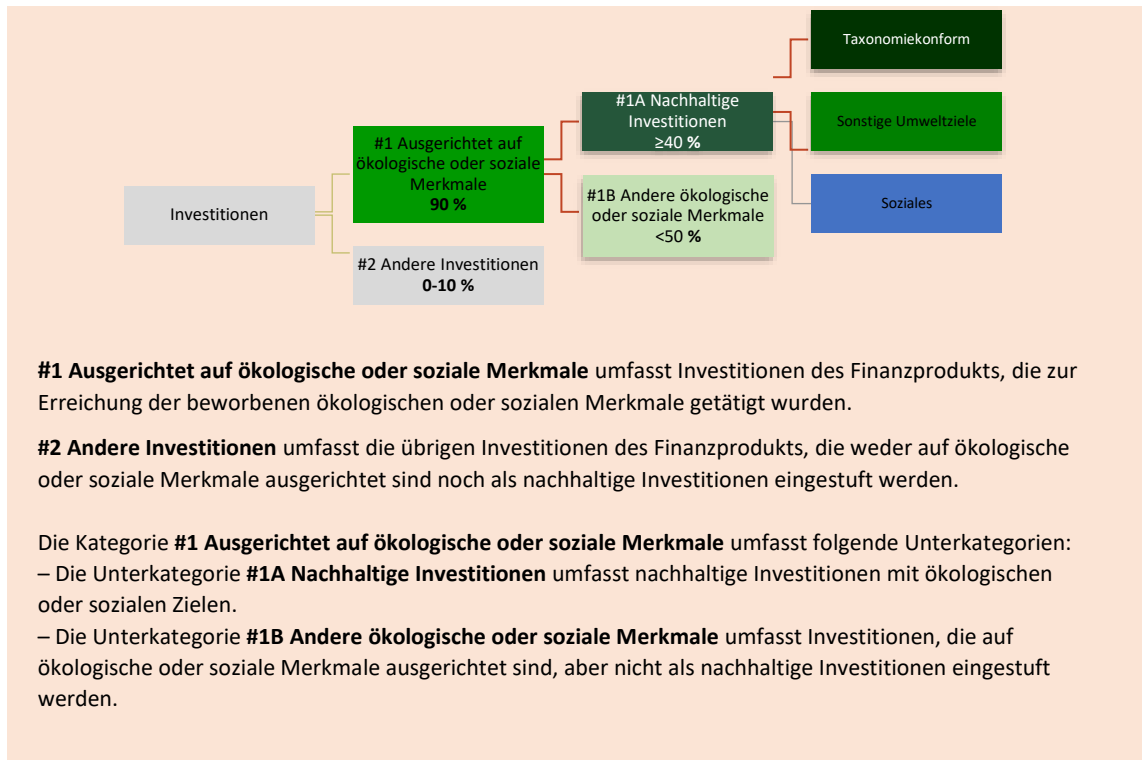 Taxonomiekonform
#1A Nachhaltige
Investitionen
≥40 %
Sonstige Umweltziele
#1 Ausgerichtet auf
ökologische oder soziale
Merkmale
90 %
#1B Andere ökologische
oder soziale Merkmale
<50 %
Soziales
Investitionen
#2 Andere Investitionen
0-10 %
#1 Ausgerichtet auf ökologische oder soziale Merkmale umfasst Investitionen des Finanzprodukts, die zur
Erreichung der beworbenen ökologischen oder sozialen Merkmale getätigt wurden.
#2 Andere Investitionen umfasst die übrigen Investitionen des Finanzprodukts, die weder auf ökologische
oder soziale Merkmale ausgerichtet sind noch als nachhaltige Investitionen eingestuft werden.
Die Kategorie #1 Ausgerichtet auf ökologische oder soziale Merkmale umfasst folgende Unterkategorien:
– Die Unterkategorie #1A Nachhaltige Investitionen umfasst nachhaltige Investitionen mit ökologischen
oder sozialen Zielen.
– Die Unterkategorie #1B Andere ökologische oder soziale Merkmale umfasst Investitionen, die auf
ökologische oder soziale Merkmale ausgerichtet sind, aber nicht als nachhaltige Investitionen eingestuft
werden.